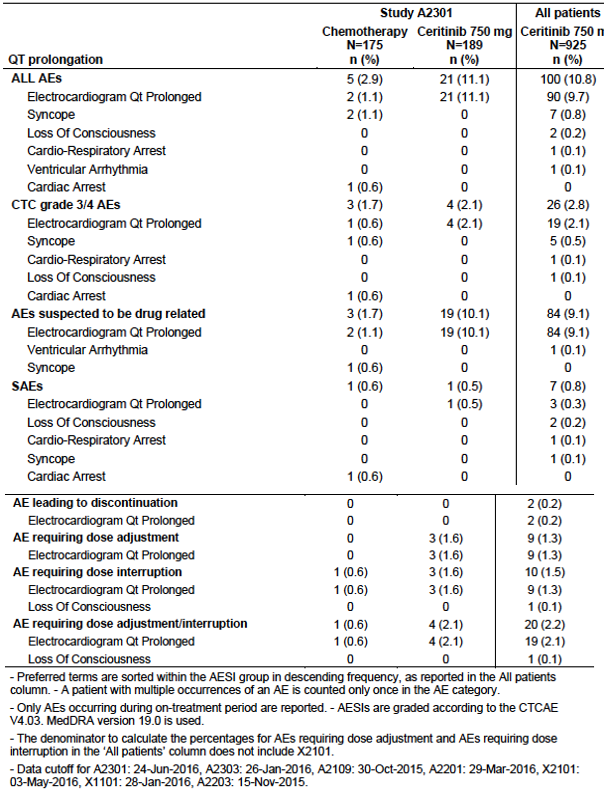 Study A2301 All patients
Chemotherapy Ceritinib 750 mg Ceritinib 750 m
N=175 N=189 N=925
QT prolongation n (%) n (%) n (%)
ALL AEs 5 (2.9) 21 (11.1) 100 (10.8)
Electrocardiogram Qt Prolonged 2 (1.1) 21 (11.1) 90 (9.7)
Syncope 2 (1.1) 0 7 (0.8)
Loss Of Consciousness 0 0 2 (0.2)
Cardio-Respiratory Arrest 0 0 1 (0.1)
Ventricular Arrhythmia 0 0 1 (0.1)
Cardiac Arrest 1 (0.6) 0 0
CTC grade 3/4 AEs 3 (1.7) 4 (2.1) 26 (2.8)
Electrocardiogram Qt Prolonged 1 (0.6) 4 (2.1) 19 (2.1)
Syncope 1 (0.6) 0 5 (0.5)
Cardio-Respiratory Arrest 0 0 1 (0.1)
Loss Of Consciousness 0 0 1 (0.1)
Cardiac Arrest 1 (0.6) 0 0
AEs suspected to be drug related 3 (1.7) 19 (10.1) 84 (9.1)
Electrocardiogram Qt Prolonged 2 (1.1) 19 (10.1) 84 (9.1)
Ventricular Arrhythmia 0 0 1 (0.1)
Syncope 1 (0.6) 0 0
SAEs 1 (0.6) 1 (0.5) 7 (0.8)
Electrocardiogram Qt Prolonged 0 1 (0.5) 3 (0.3)
Loss Of Consciousness 0 0 2 (0.2)
Cardio-Respiratory Arrest 0 0 1 (0.1)
Syncope 0 0 1 (0.1)
Cardiac Arrest 1 (0.6) 0 0
AE leading to discontinuation 0 0 2 (0.2)
Electrocardiogram Qt Prolonged 0 0 2 (0.2)
AE requiring dose adjustment 0 3 (1.6) 9 (1.3)
Electrocardiogram Qt Prolonged 0 3 (1.6) 9 (1.3)
AE requiring dose interruption 1 (0.6) 3 (1.6) 10 (1.5)
Electrocardiogram Qt Prolonged 1 (0.6) 3 (1.6) 9 (1.3)
Loss Of Consciousness 0 0 1 (0.1)
AE requiring dose adjustment/interruption 1 (0.6) 4 (2.1) 20 (2.2)
Electrocardiogram Qt Prolonged 1 (0.6) 4 (2.1) 19 (2.1)
Loss Of Consciousness 0 0 1 (0.1)
- Preferred terms are sorted within the AESI group in descending frequency, as reported in the All patients
column. - A patient with multiple occurrences of an AE is counted only once in the AE category.
- Only AEs occurring during on-treatment period are reported. - AESIs are graded according to the CTCAE
V4.03. MedDRA version 19.0 is used.
- The denominator to calculate the percentages for AEs requiring dose adjustment and AEs requiring dose
interruption in the ‘All patients’ column does not include X2101.
- Data cutoff for A2301: 24-Jun-2016, A2303: 26-Jan-2016, A2109: 30-Oct-2015, A2201: 29-Mar-2016, X2101:
03-May-2016, X1101: 28-Jan-2016, A2203: 15-Nov-2015.